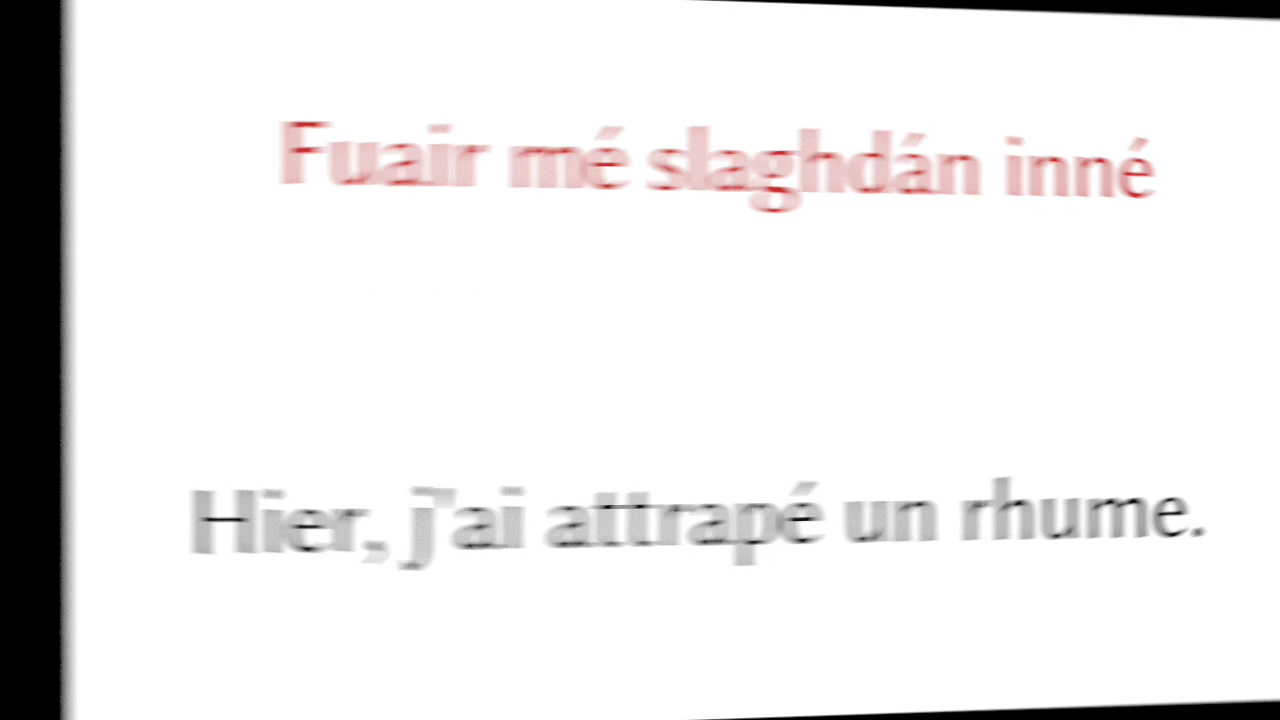 Fuair mé slaghdán inné
Hier, j'ai attrapé un rhume.